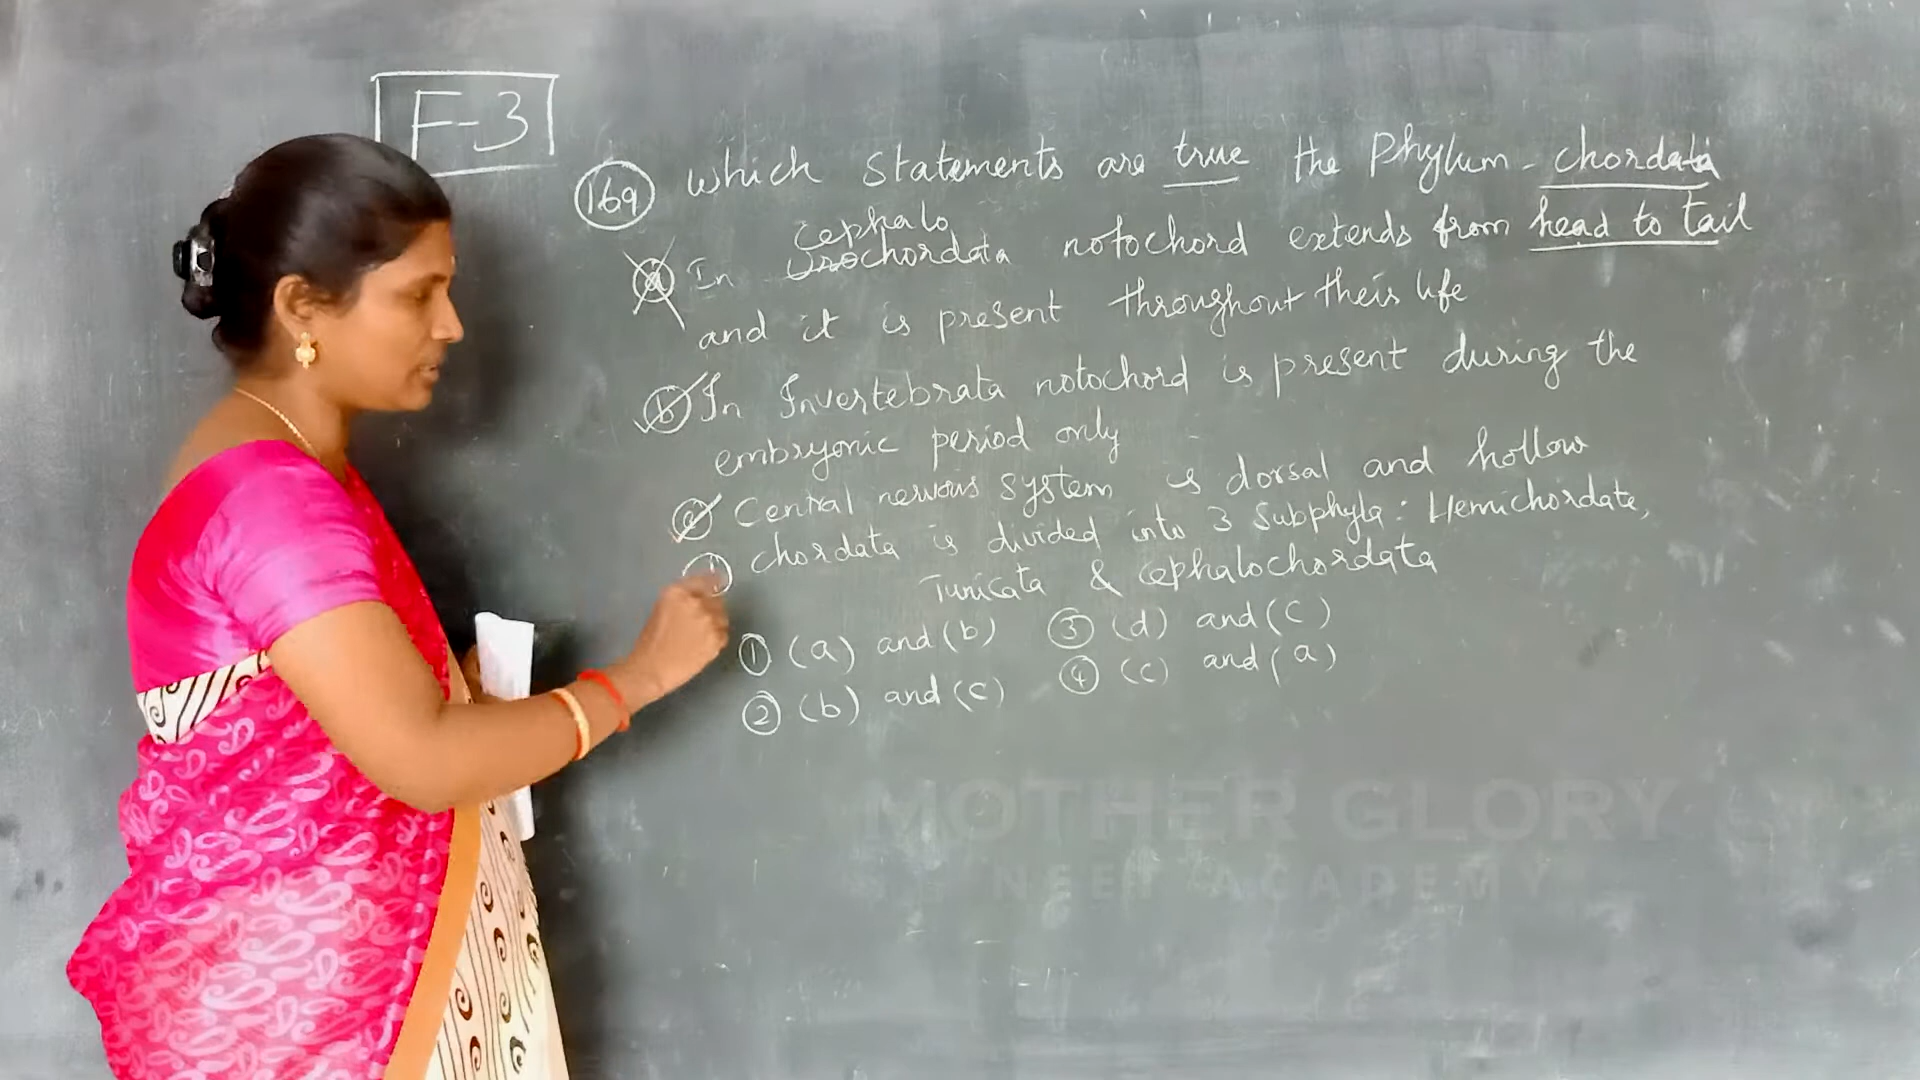 F-3
169 which statements are true the Phylum - chordata
cephalo
(a) In Urochordata notochord extends from head to tail
and it is present throughout their life
(b) In Invertebrata notochord is present during the
embryonic period only
(c) Central nervous system is dorsal and hollow
(d) chordata is divided into 3 Subphyla : Hemichordate,
Tunicata & cephalochordata
① (a) and (b) ③ (d) and (c)
② (b) and (c) ④ (c) and (a)
MOTHER GLORY
NEET ACADEMY